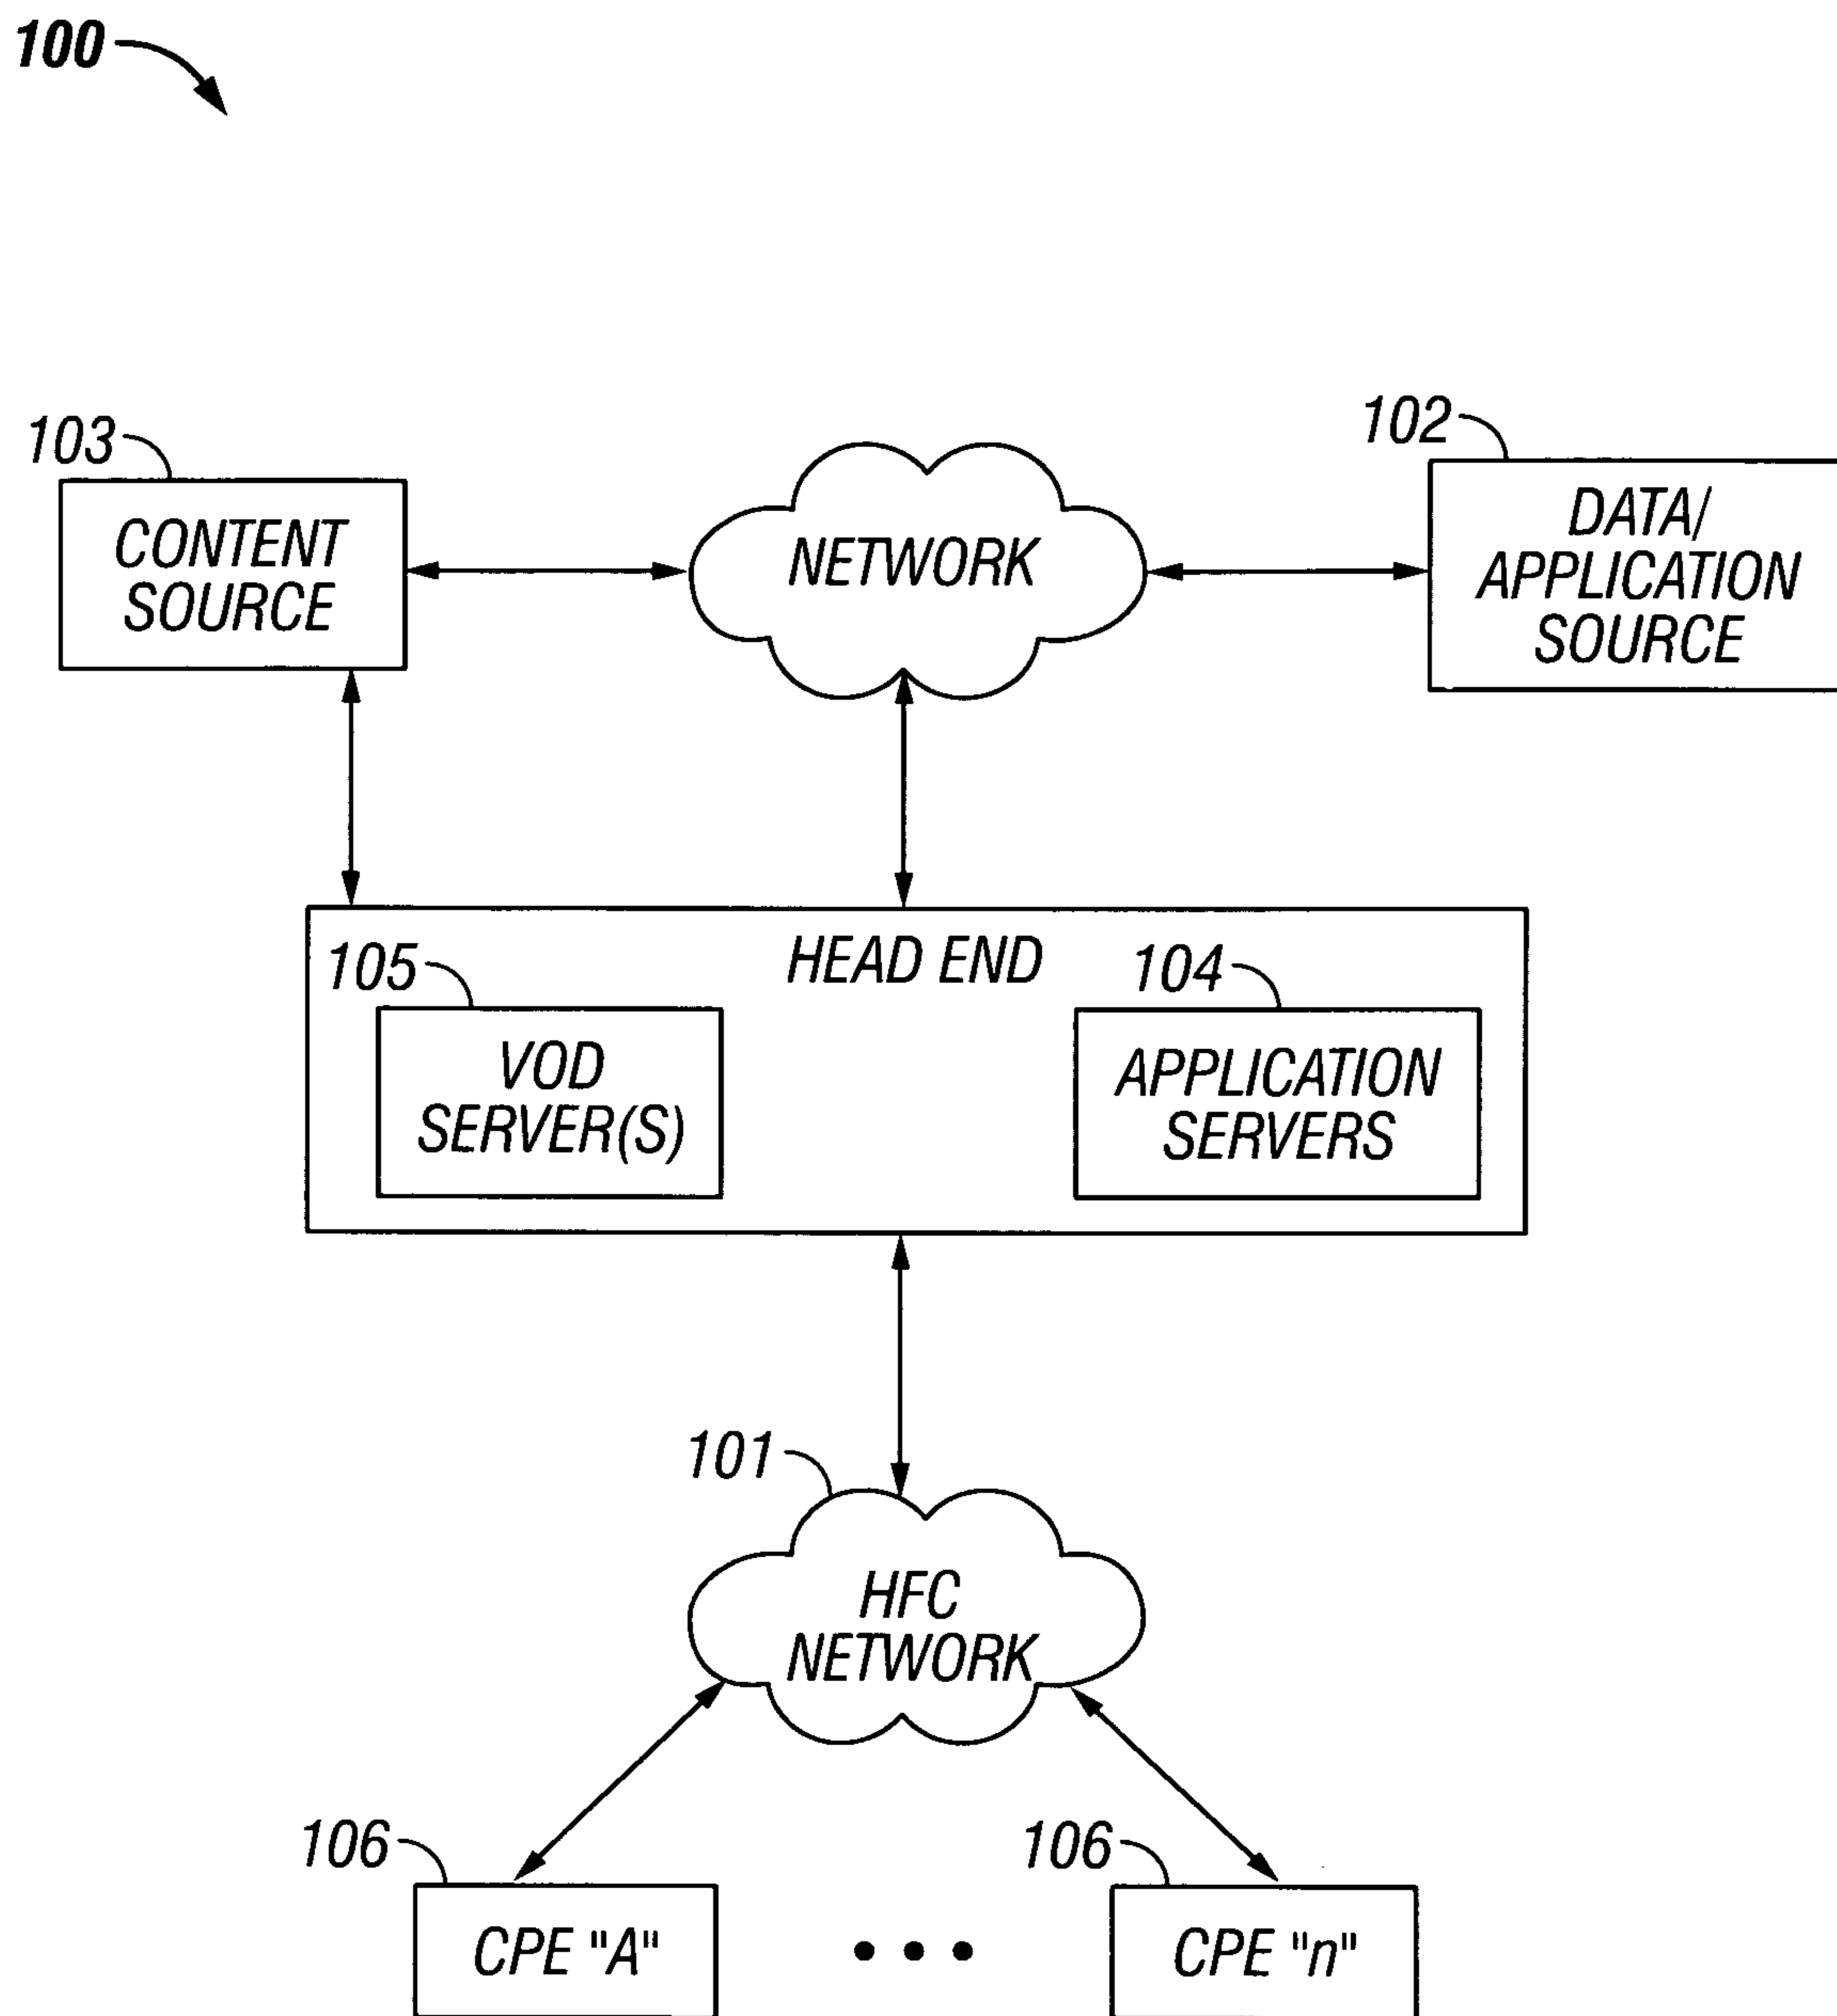 100
103
102
CONTENT
SOURCE
NETWORK
DATA/
APPLICATION
SOURCE
HEAD END
105
104
VOD
SERVER(S)
APPLICATION
SERVERS
101
HFC
NETWORK
106
106
CPE "A"
CPE "n"